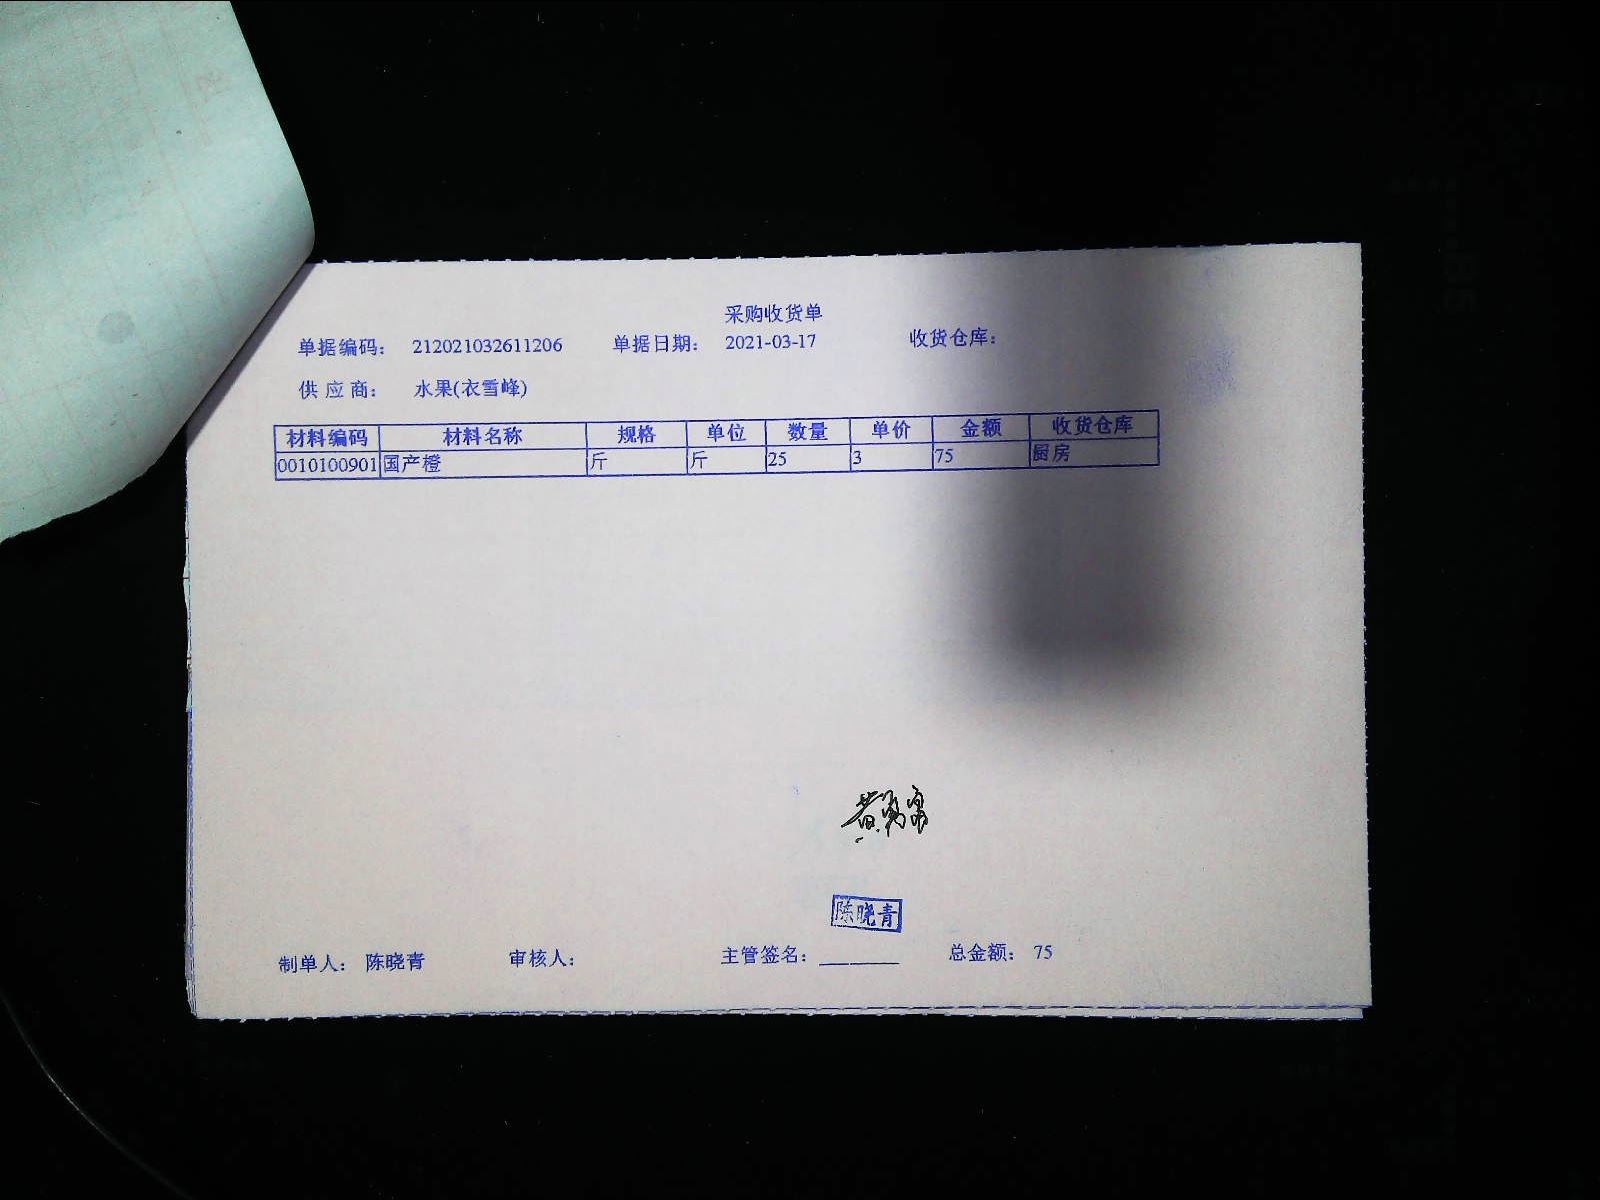 采购收货单
单据编码： 212021032611206 单据日期： 2021-03-17 收货仓库：
供应商： 水果(衣雪峰)
材料编码 材料名称 规格 单位 数量 单价 金额 收货仓库
0010100901 国产橙 斤 斤 25 3 75 厨房
陈晓青
制单人： 陈晓青 审核人： 主管签名： 总金额： 75